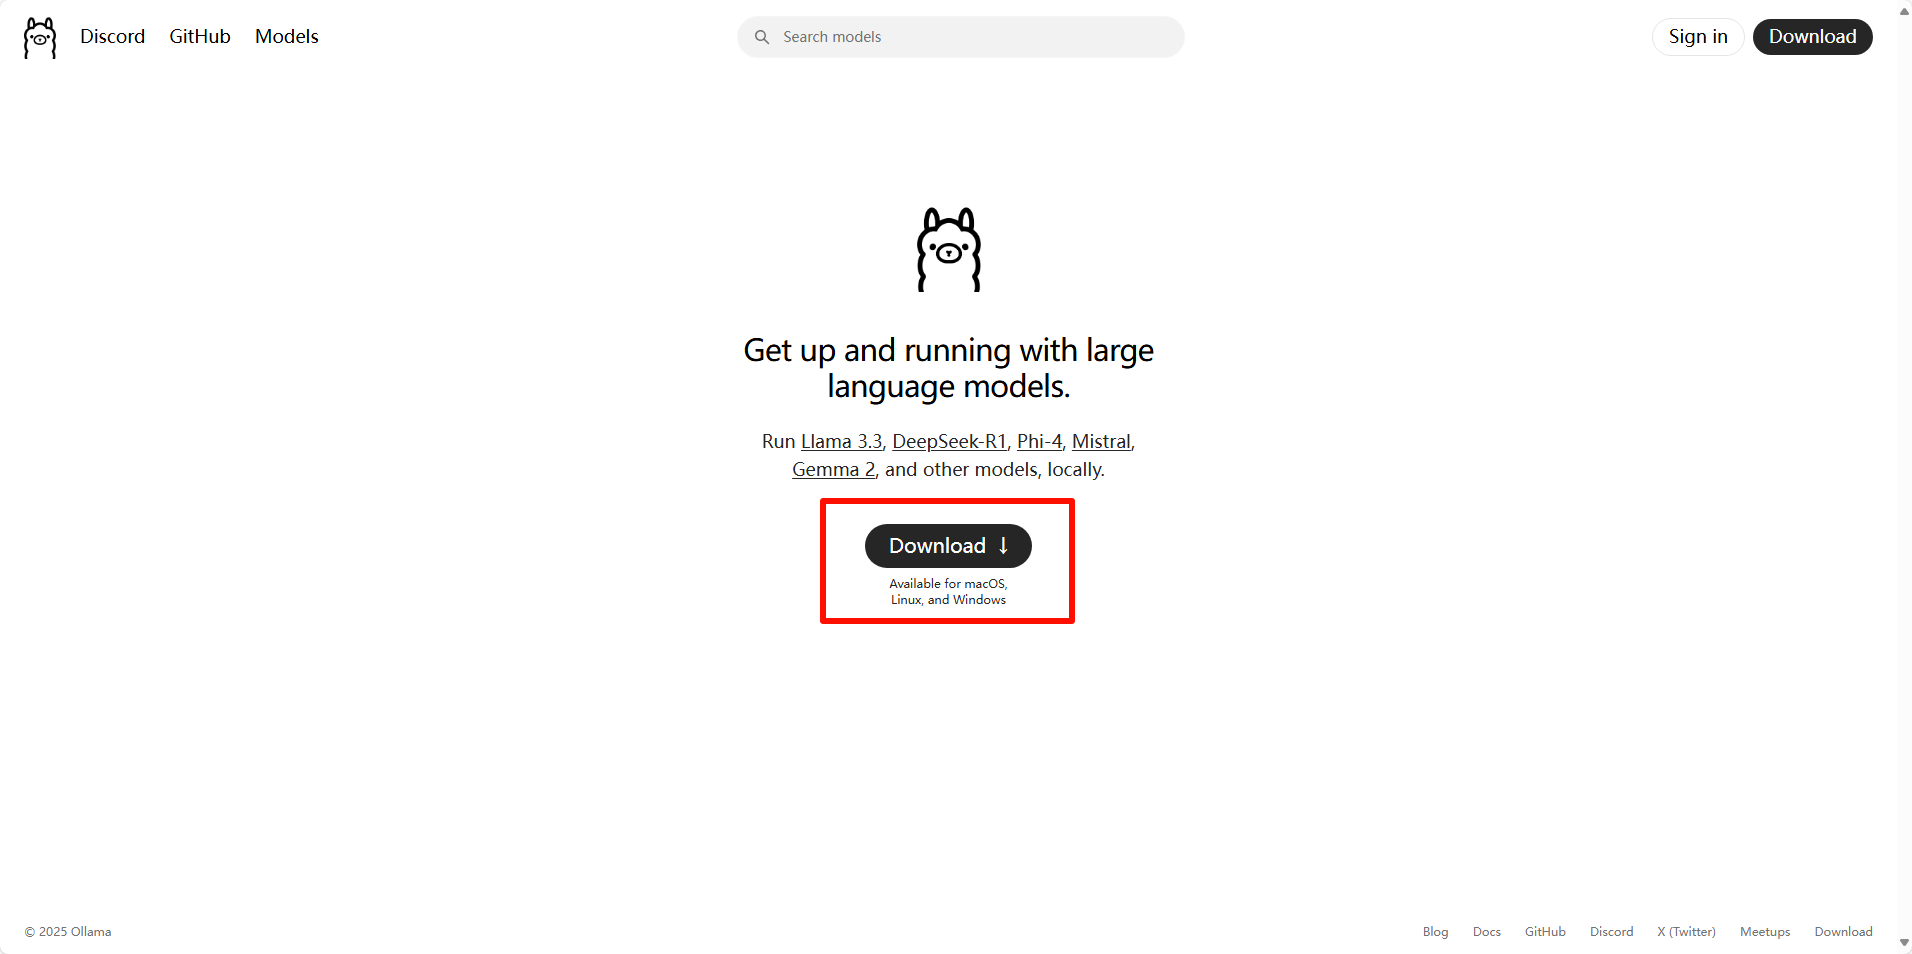 Discord GitHub Models Search models Sign in Download
Get up and running with large
language models.
Run Llama 3.3, DeepSeek-R1, Phi-4, Mistral,
Gemma 2, and other models, locally.
Download ↓
Available for macOS,
Linux, and Windows
© 2025 Ollama Blog Docs GitHub Discord X (Twitter) Meetups Download